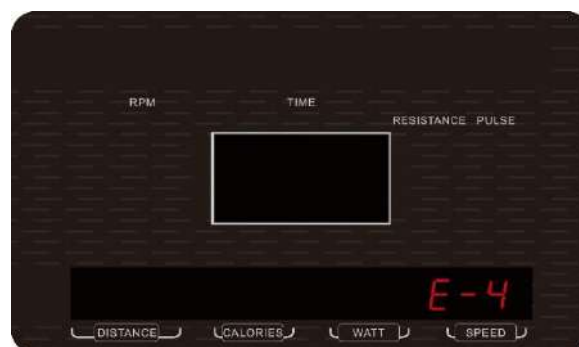 RPM TIME
RESISTANCE PULSE
E-4
DISTANCE CALORIES WATT SPEED